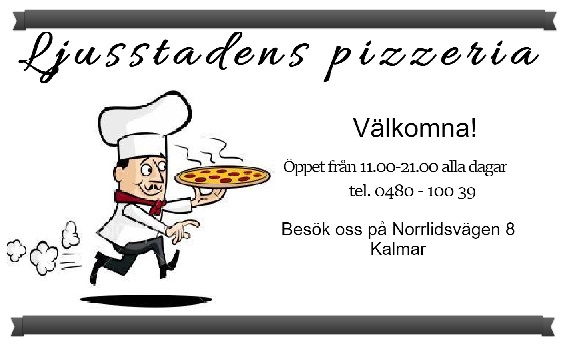 Ljusstadens pizzeria
Välkomna!
Öppet från 11.00-21.00 alla dagar
tel. 0480 - 100 39
Besök oss på Norrlidsvägen 8
Kalmar